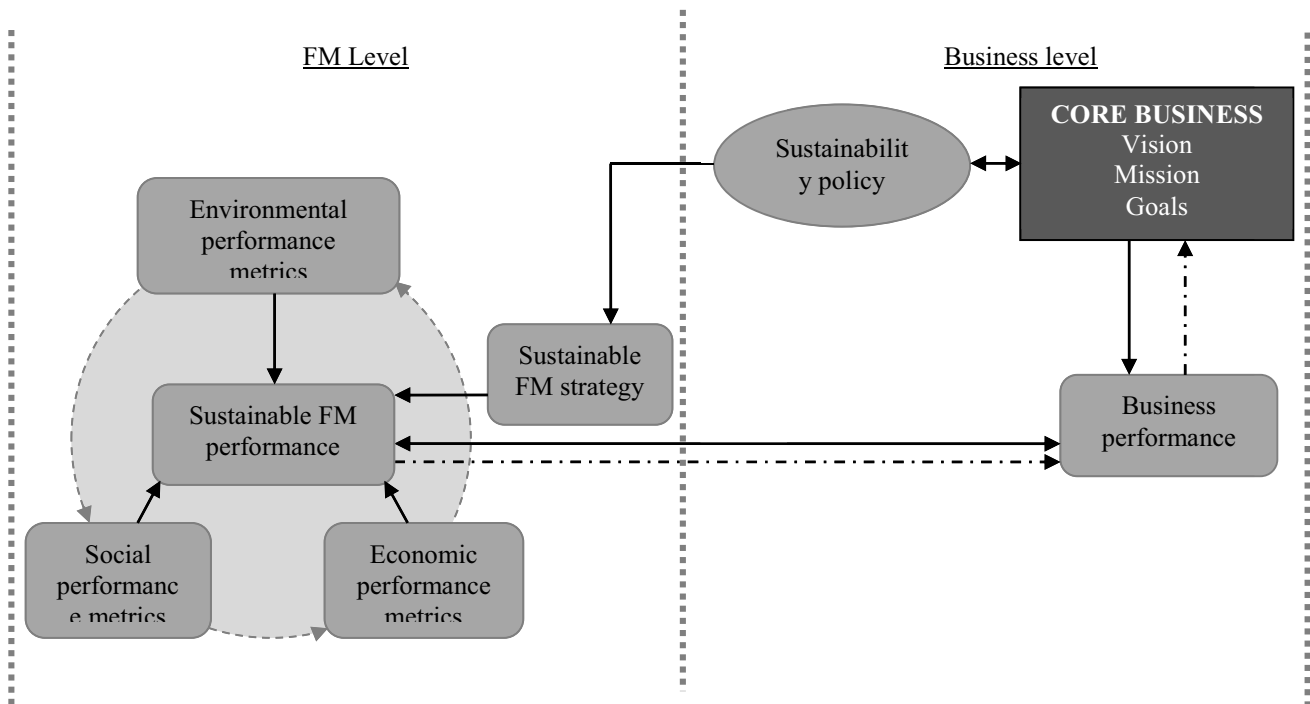 FM Level
Business level
CORE BUSINESS
Vision
Mission
Goals
Sustainabilit
y policy
Environmental
performance
metrics
Sustainable
FM strategy
Sustainable FM
performance
Business
performance
Social
performanc
e metrics
Economic
performance
metrics